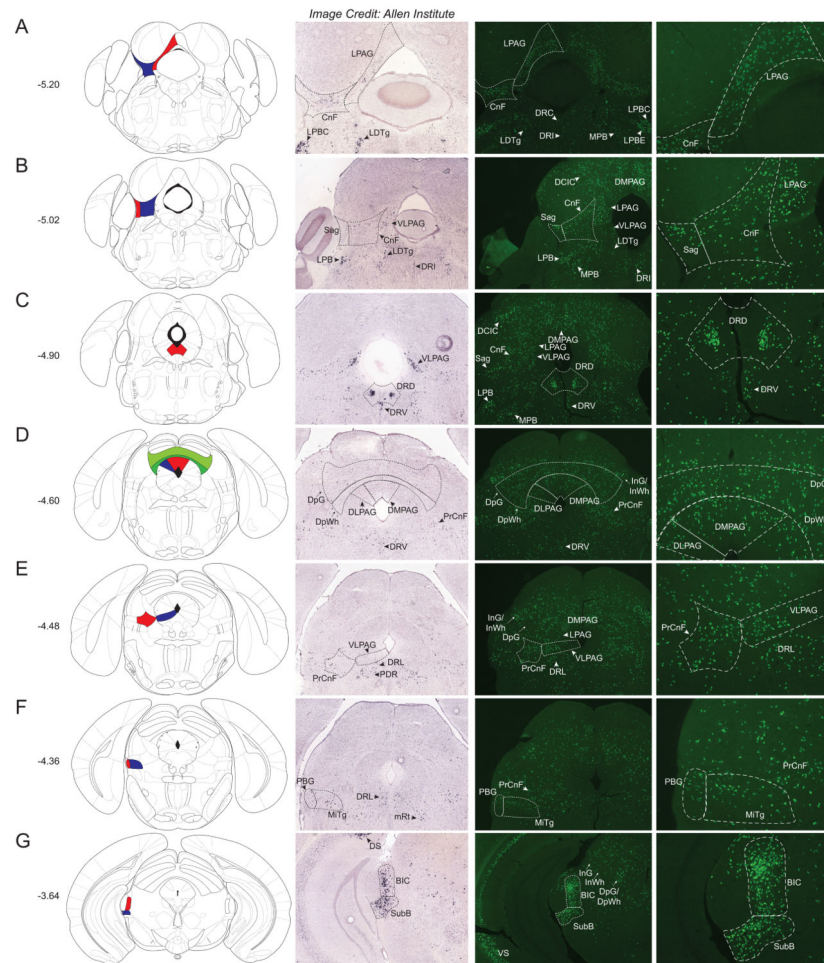 Image Credit: Allen Institute
A
-5.20
LPAG
CnF
LPBC
LDTg
DRC
LDTg
DRI
MPB
LPBC
LPBE
LPAG
CnF
LPAG
CnF
B
-5.02
Sag
VLPAG
CnF
LDTg
LPB
DRI
DCIC
DMPAG
CnF
LPAG
Sag
VLPAG
LDTg
LPB
MPB
DRI
LPAG
CnF
Sag
C
-4.90
VLPAG
DRD
DRV
DCIC
DMPAG
LPAG
CnF
VLPAG
Sag
DRD
LPB
DRV
MPB
DRD
DRV
D
-4.60
DpG
DpWh
DLPAG
DMPAG
PrCnF
DRV
InG/
InWh
DpG
DpWh
DLPAG
DMPAG
PrCnF
DRV
DpG
DpWh
DMPAG
DLPAG
E
-4.48
VLPAG
DRL
PrCnF
PDR
InG/
InWh
DMPAG
DpG
LPAG
VLPAG
PrCnF
DRL
PrCnF
VLPAG
DRL
F
-4.36
PBG
DRL
MiTg
mRt
PrCnF
PBG
MiTg
PrCnF
PBG
MiTg
G
-3.64
DS
BIC
SubB
InG
InWh
BIC
DpG/
DpWh
SubB
VS
BIC
SubB